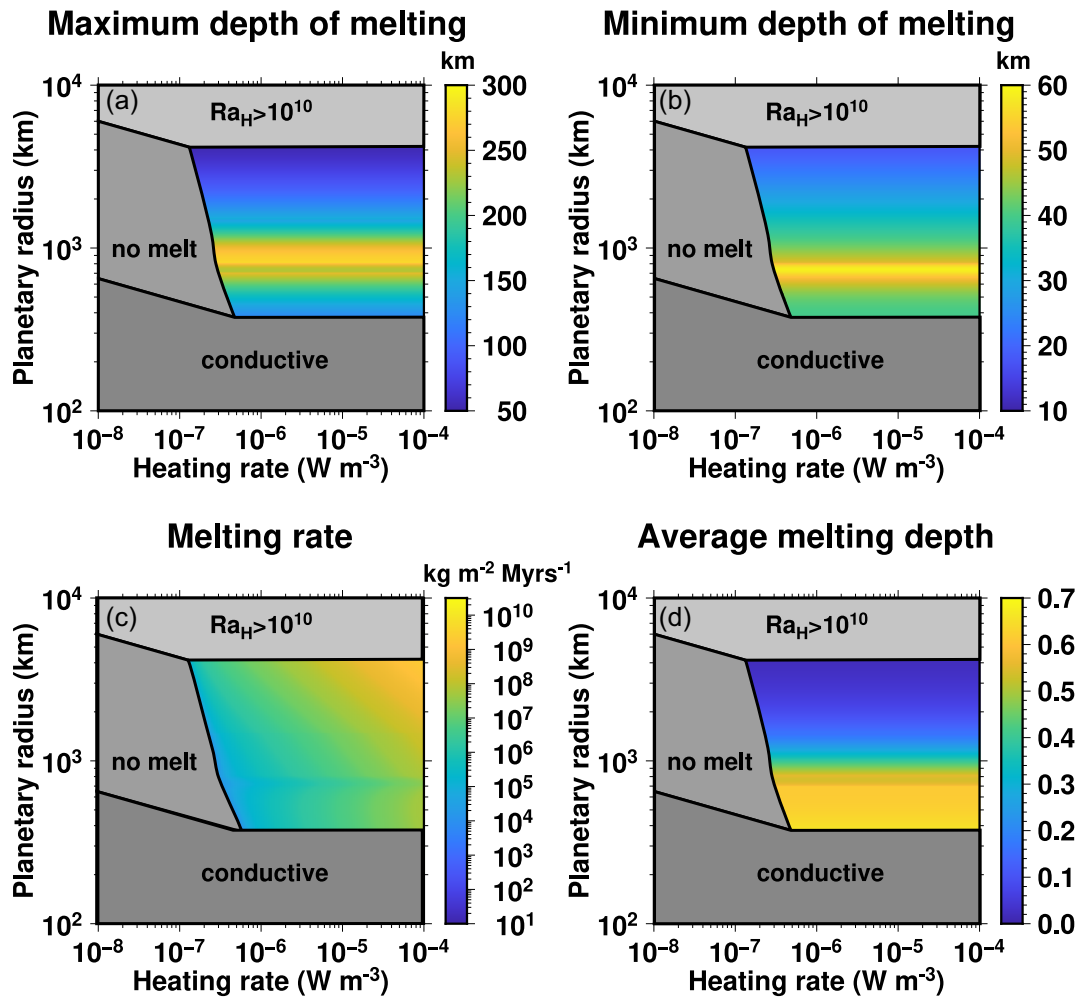 Maximum depth of melting
km
(a)
Ra_H>10^10
no melt
conductive
Planetary radius (km)
10^4
10^3
10^2
10^−8 10^−7 10^−6 10^−5 10^−4
Heating rate (W m^-3)
300
250
200
150
100
50
Minimum depth of melting
km
(b)
Ra_H>10^10
no melt
conductive
Planetary radius (km)
10^4
10^3
10^2
10^−8 10^−7 10^−6 10^−5 10^−4
Heating rate (W m^-3)
60
50
40
30
20
10
Melting rate
kg m^-2 Myrs^-1
(c)
Ra_H>10^10
no melt
conductive
Planetary radius (km)
10^4
10^3
10^2
10^−8 10^−7 10^−6 10^−5 10^−4
Heating rate (W m^-3)
10^10
10^9
10^8
10^7
10^6
10^5
10^4
10^3
10^2
10^1
Average melting depth
(d)
Ra_H>10^10
no melt
conductive
Planetary radius (km)
10^4
10^3
10^2
10^−8 10^−7 10^−6 10^−5 10^−4
Heating rate (W m^-3)
0.7
0.6
0.5
0.4
0.3
0.2
0.1
0.0